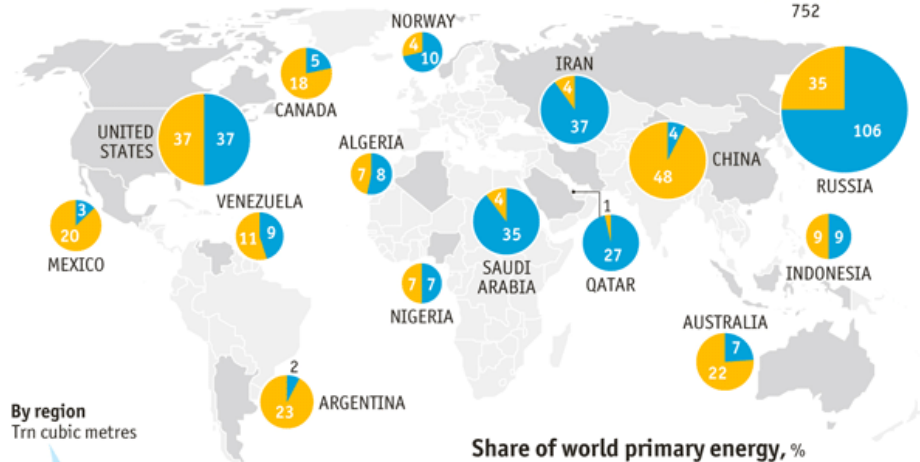 752
NORWAY
4
10
CANADA
5
18
IRAN
4
37
RUSSIA
35
106
UNITED
STATES
37
37
ALGERIA
7
8
CHINA
4
48
MEXICO
3
20
VENEZUELA
11
9
SAUDI
ARABIA
4
35
QATAR
1
27
INDONESIA
9
9
NIGERIA
7
7
AUSTRALIA
7
22
ARGENTINA
2
23
By region
Trn cubic metres
Share of world primary energy, %